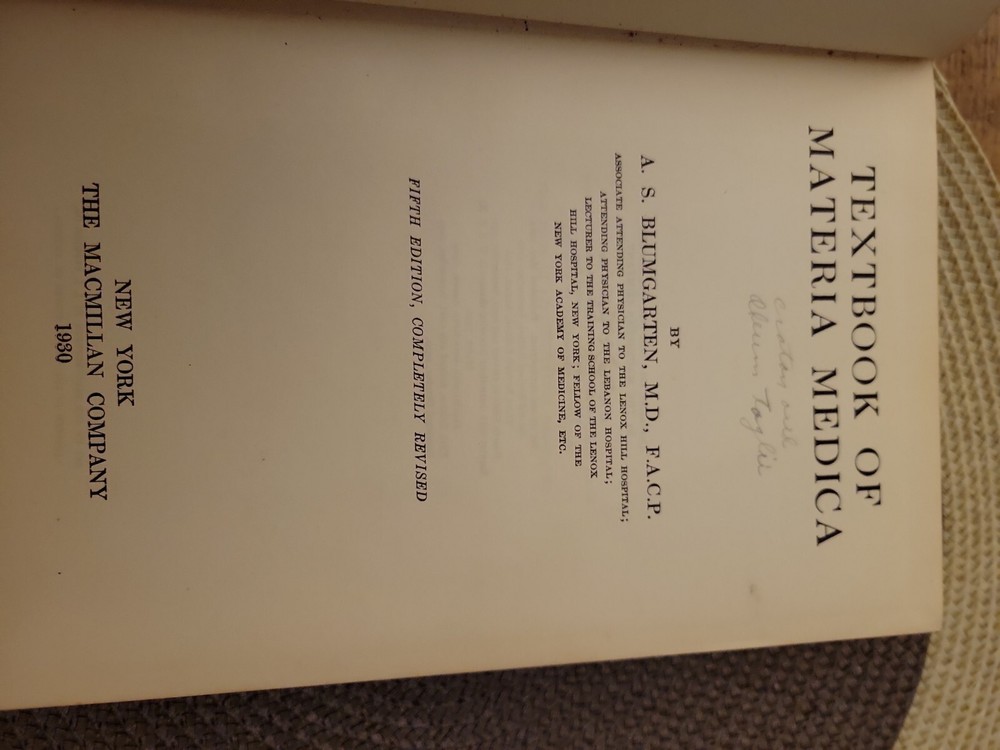 TEXTBOOK OF
MATERIA MEDICA
BY
A. S. BLUMGARTEN, M.D., F.A.C.P.
ASSOCIATE ATTENDING PHYSICIAN TO THE LENOX HILL HOSPITAL;
ATTENDING PHYSICIAN TO THE LEBANON HOSPITAL;
LECTURER TO THE TRAINING SCHOOL OF THE LENOX
HILL HOSPITAL, NEW YORK; FELLOW OF THE
NEW YORK ACADEMY OF MEDICINE, ETC.
FIFTH EDITION, COMPLETELY REVISED
NEW YORK
THE MACMILLAN COMPANY
1930